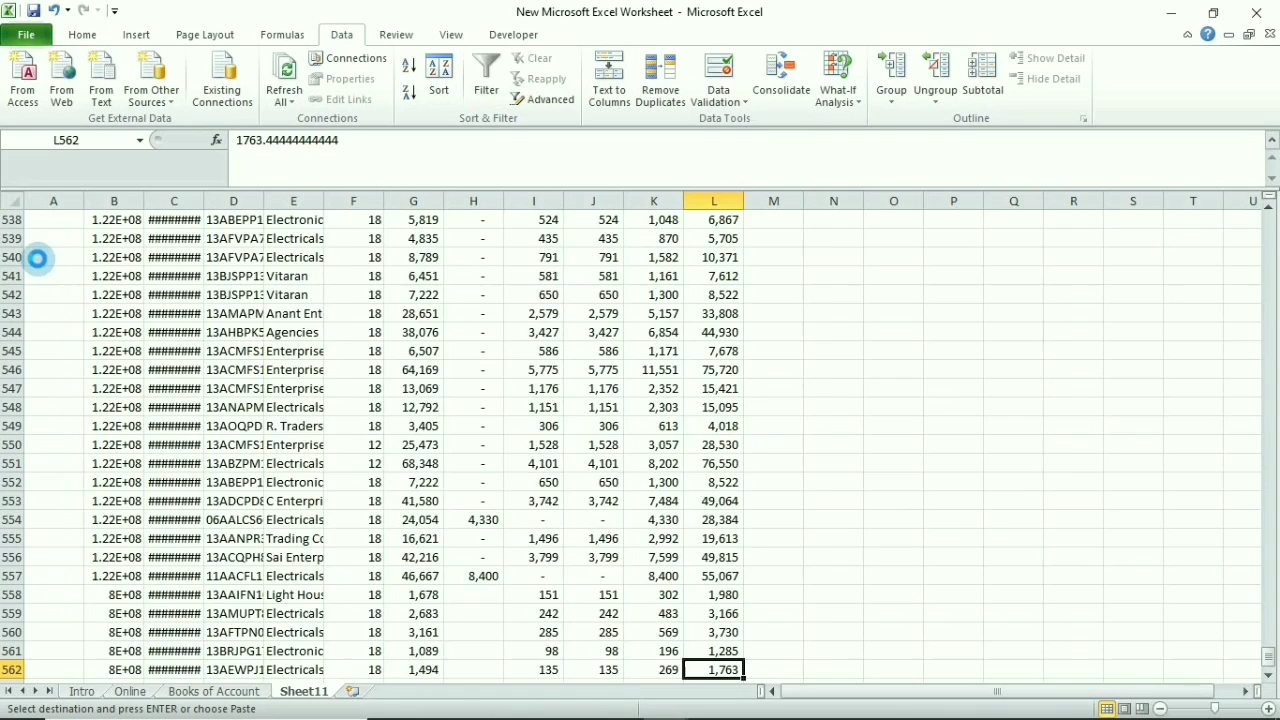 New Microsoft Excel Worksheet - Microsoft Excel
File Home Insert Page Layout Formulas Data Review View Developer
From Access
From Web
From Text
From Other Sources
Existing Connections
Get External Data
Refresh All
Connections
Properties
Edit Links
Connections
Sort
Filter
Clear
Reapply
Advanced
Sort & Filter
Text to Columns
Remove Duplicates
Data Validation
Consolidate
What-If Analysis
Data Tools
Group
Ungroup
Subtotal
Show Detail
Hide Detail
Outline
L562 fx 1763.44444444444
A B C D E F G H I J K L M N O P Q R S T U
538 1.22E+08 ######## 13ABEPP1 Electronic 18 5,819 - 524 524 1,048 6,867
539 1.22E+08 ######## 13AFVPA7 Electricals 18 4,835 - 435 435 870 5,705
540 1.22E+08 ######## 13AFVPA7 Electricals 18 8,789 - 791 791 1,582 10,371
541 1.22E+08 ######## 13BJSPP13 Vitaran 18 6,451 - 581 581 1,161 7,612
542 1.22E+08 ######## 13BJSPP13 Vitaran 18 7,222 - 650 650 1,300 8,522
543 1.22E+08 ######## 13AMAPM Anant Ent 18 28,651 - 2,579 2,579 5,157 33,808
544 1.22E+08 ######## 13AHBPK5 Agencies 18 38,076 - 3,427 3,427 6,854 44,930
545 1.22E+08 ######## 13ACMFS1 Enterprise 18 6,507 - 586 586 1,171 7,678
546 1.22E+08 ######## 13ACMFS1 Enterprise 18 64,169 - 5,775 5,775 11,551 75,720
547 1.22E+08 ######## 13ACMFS1 Enterprise 18 13,069 - 1,176 1,176 2,352 15,421
548 1.22E+08 ######## 13ANAPM Electricals 18 12,792 - 1,151 1,151 2,303 15,095
549 1.22E+08 ######## 13AOQPD R. Traders 18 3,405 - 306 306 613 4,018
550 1.22E+08 ######## 13ACMFS1 Enterprise 12 25,473 - 1,528 1,528 3,057 28,530
551 1.22E+08 ######## 13ABZPM1 Electricals 12 68,348 - 4,101 4,101 8,202 76,550
552 1.22E+08 ######## 13ABEPP1 Electronic 18 7,222 - 650 650 1,300 8,522
553 1.22E+08 ######## 13ADCPD8 C Enterpri 18 41,580 - 3,742 3,742 7,484 49,064
554 1.22E+08 ######## 06AALCS6 Electricals 18 24,054 4,330 - - 4,330 28,384
555 1.22E+08 ######## 13AANPR Trading Co 18 16,621 - 1,496 1,496 2,992 19,613
556 1.22E+08 ######## 13ACQPH8 Sai Enterp 18 42,216 - 3,799 3,799 7,599 49,815
557 1.22E+08 ######## 11AACFL1 Electricals 18 46,667 8,400 - - 8,400 55,067
558 8E+08 ######## 13AAIFN1 Light Hou 18 1,678 151 151 302 1,980
559 8E+08 ######## 13AMUPT Electricals 18 2,683 242 242 483 3,166
560 8E+08 ######## 13AFTPN0 Electricals 18 3,161 285 285 569 3,730
561 8E+08 ######## 13BRJPG1 Electronic 18 1,089 98 98 196 1,285
562 8E+08 ######## 13AEWPJ1 Electricals 18 1,494 135 135 269 1,763
Intro Online Books of Account Sheet11
Select destination and press ENTER or choose Paste